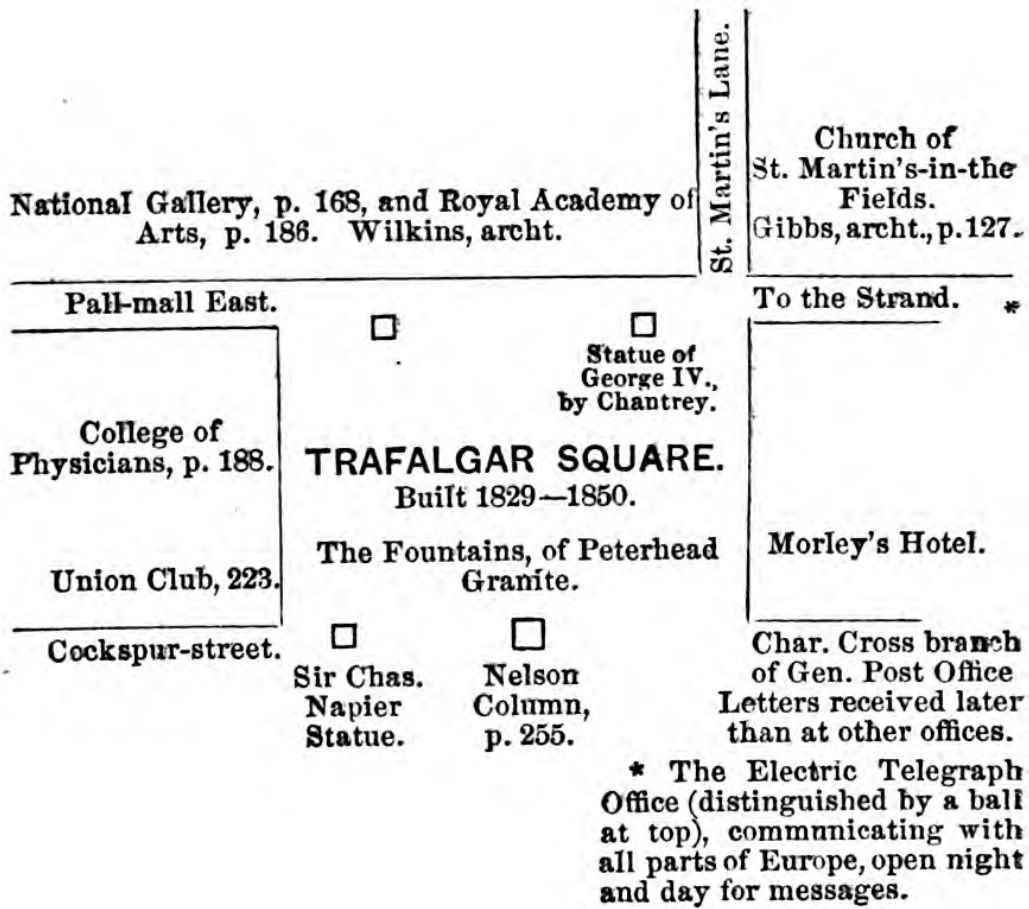 St. Martin's Lane.
National Gallery, p. 168, and Royal Academy of
Arts, p. 186. Wilkins, archt.
Church of
St. Martin's-in-the
Fields.
Gibbs, archt., p. 127.
Pall-mall East.
To the Strand. *
Statue of
George IV.,
by Chantrey.
College of
Physicians, p. 188.
TRAFALGAR SQUARE.
Built 1829—1850.
The Fountains, of Peterhead
Granite.
Morley's Hotel.
Union Club, 223.
Cockspur-street.
Sir Chas.
Napier
Statue.
Nelson
Column,
p. 255.
Char. Cross branch
of Gen. Post Office
Letters received later
than at other offices.
* The Electric Telegraph
Office (distinguished by a ball
at top), communicating with
all parts of Europe, open night
and day for messages.